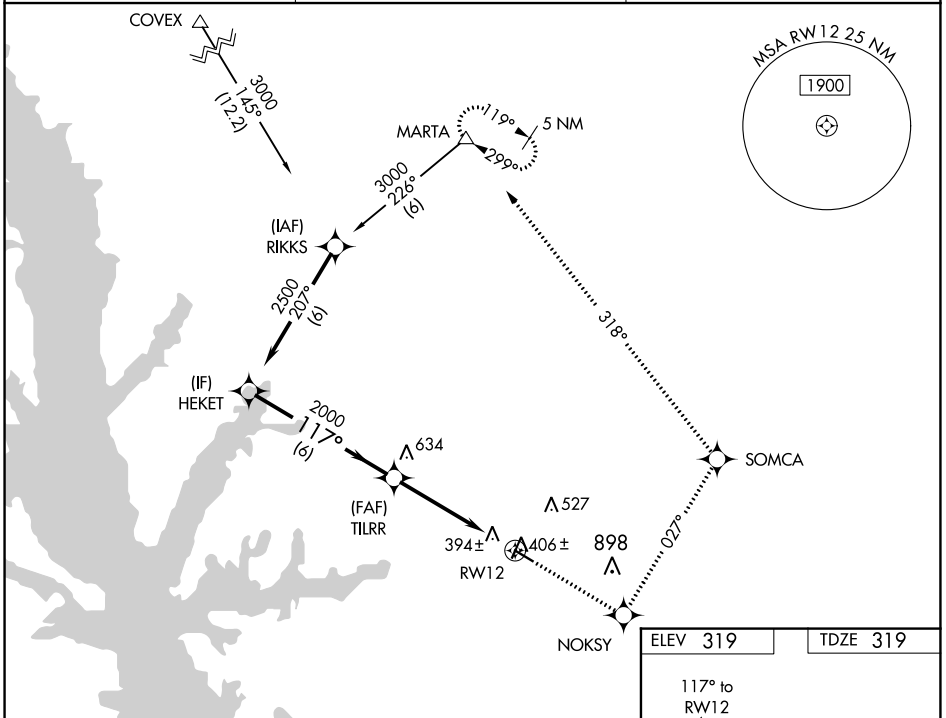 COVEX
3000
145°
(12.2)
MSA RW12 25 NM
1900
MARTA
119°
5 NM
299°
3000
226°
(6)
(IAF)
RIKKS
2500
207°
(6)
318°
(IF)
HEKET
2000
117°
(6)
634
SOMCA
(FAF)
TILRR
527
027°
394±
406±
898
RW12
NOKSY
ELEV 319
TDZE 319
117° to
RW12